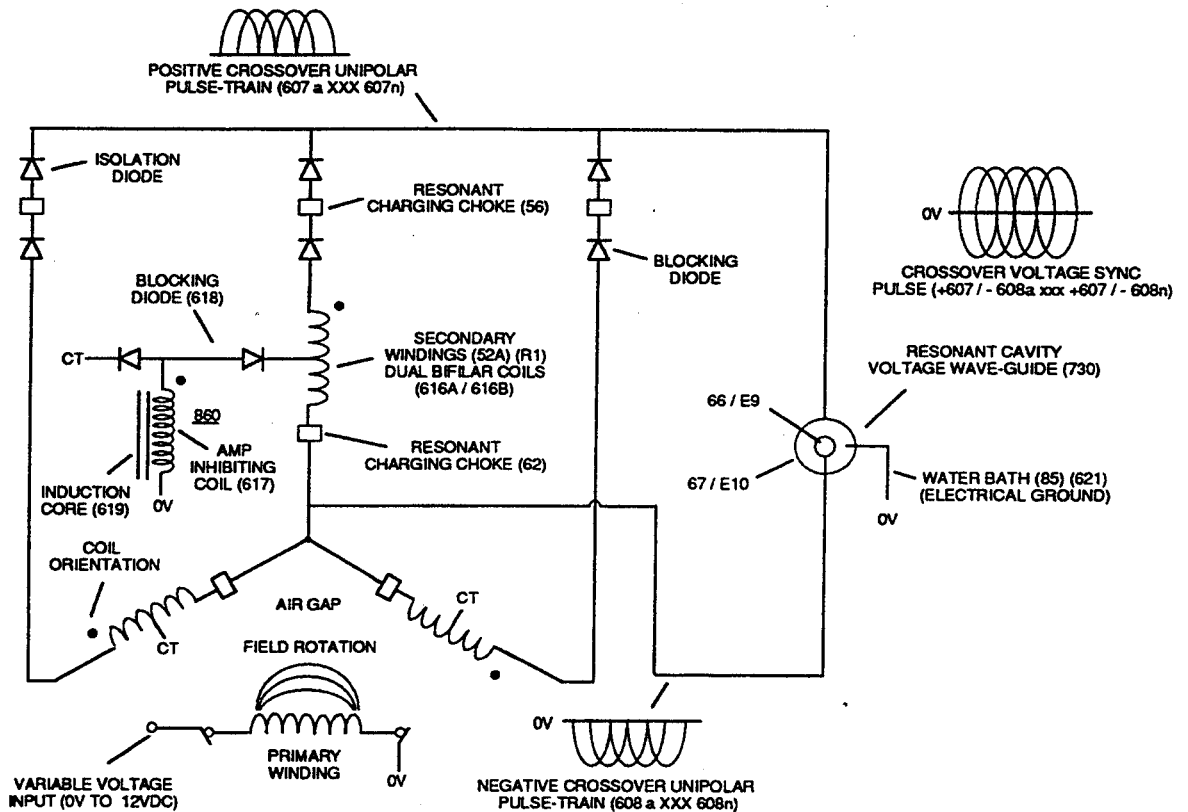 POSITIVE CROSSOVER UNIPOLAR
PULSE-TRAIN (607 a XXX 607n)
ISOLATION
DIODE
RESONANT
CHARGING CHOKE (56)
BLOCKING
DIODE
0V
CROSSOVER VOLTAGE SYNC
PULSE (+607 / - 608a xxx +607 / - 608n)
BLOCKING
DIODE (618)
CT
SECONDARY
WINDINGS (52A) (R1)
DUAL BIFILAR COILS
(616A / 616B)
RESONANT CAVITY
VOLTAGE WAVE-GUIDE (730)
66 / E9
860
AMP
INHIBITING
COIL (617)
INDUCTION
CORE (619)
0V
RESONANT
CHARGING CHOKE (62)
67 / E10
WATER BATH (85) (621)
(ELECTRICAL GROUND)
0V
COIL
ORIENTATION
CT
AIR GAP
CT
FIELD ROTATION
PRIMARY
WINDING
0V
VARIABLE VOLTAGE
INPUT (0V TO 12VDC)
0V
NEGATIVE CROSSOVER UNIPOLAR
PULSE-TRAIN (608 a XXX 608n)